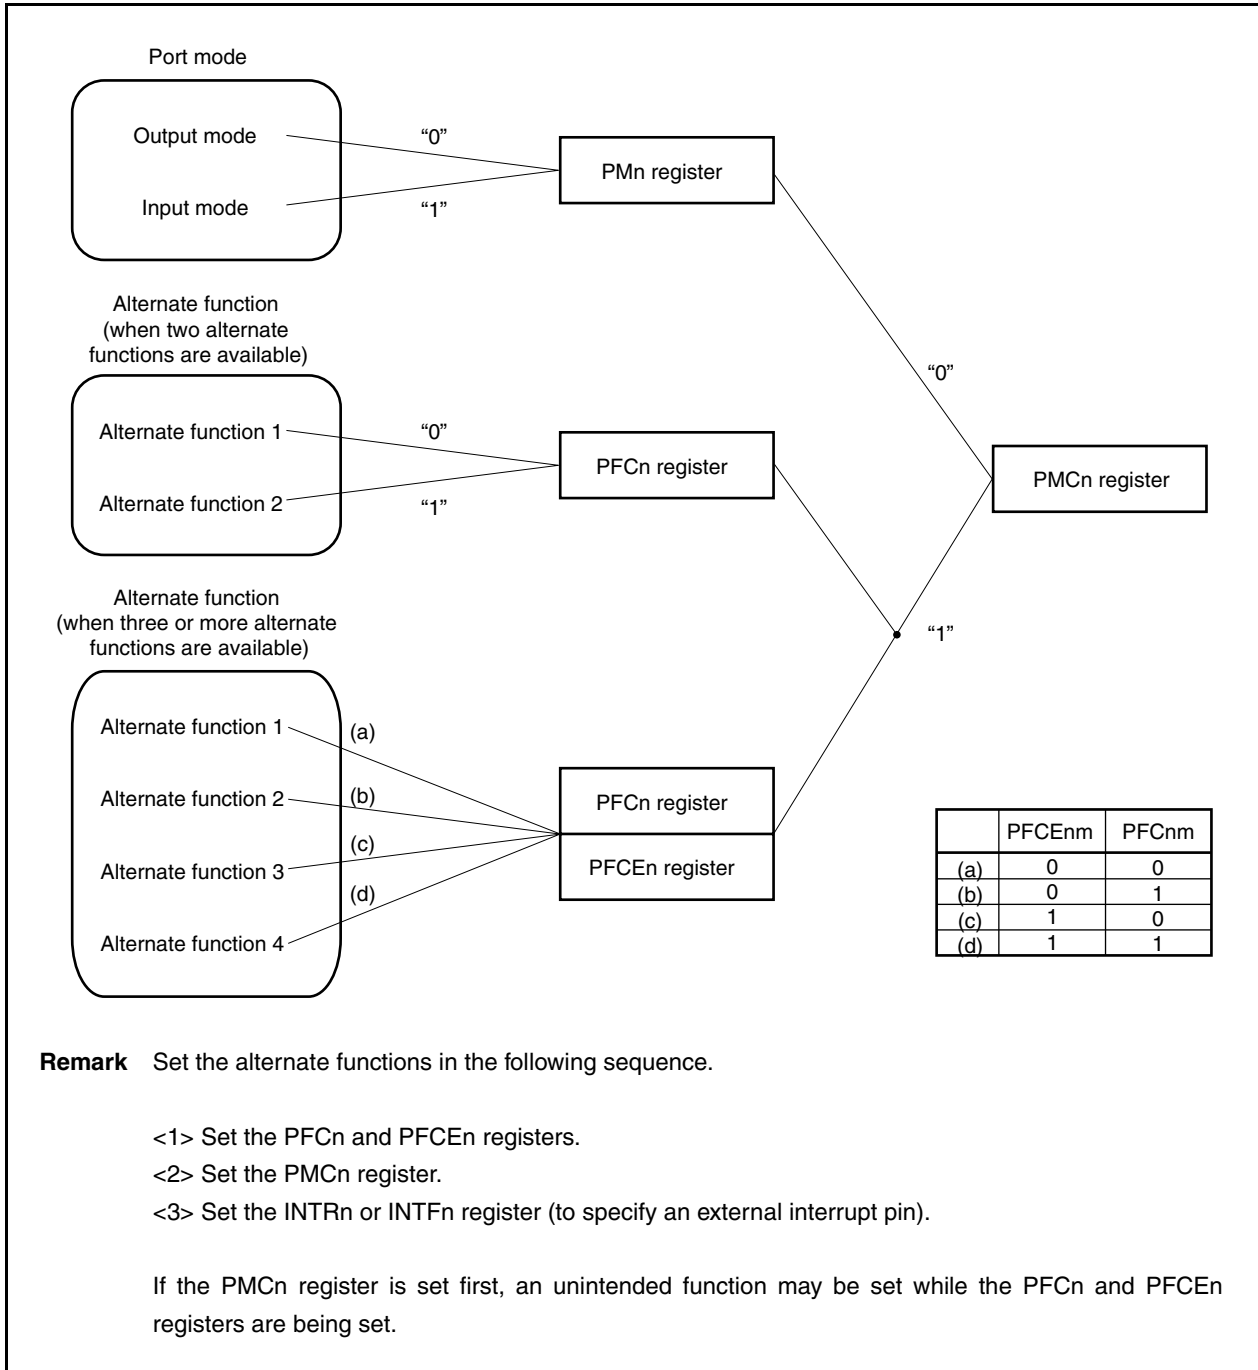 Port mode
Output mode
Input mode
“0”
“1”
PMn register
Alternate function
(when two alternate
functions are available)
Alternate function 1
Alternate function 2
“0”
“1”
PFCn register
“0”
PMCn register
Alternate function
(when three or more alternate
functions are available)
“1”
Alternate function 1
Alternate function 2
Alternate function 3
Alternate function 4
(a)
(b)
(c)
(d)
PFCn register
PFCEn register
PFCEnm PFCnm
(a) 0 0
(b) 0 1
(c) 1 0
(d) 1 1
Remark Set the alternate functions in the following sequence.
<1> Set the PFCn and PFCEn registers.
<2> Set the PMCn register.
<3> Set the INTRn or INTFn register (to specify an external interrupt pin).
If the PMCn register is set first, an unintended function may be set while the PFCn and PFCEn
registers are being set.